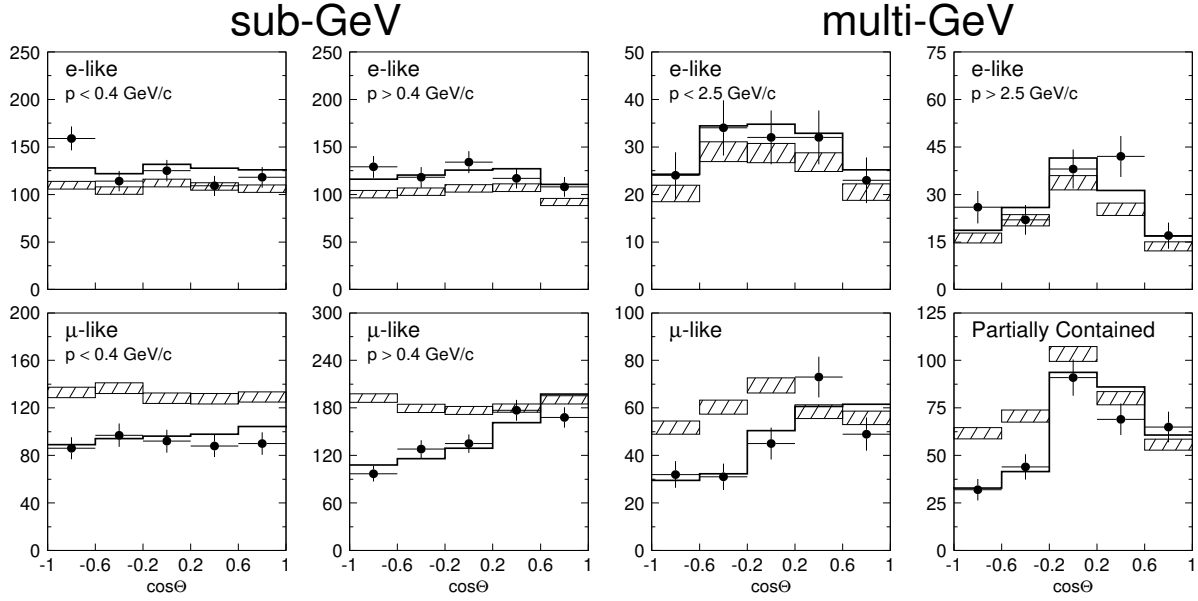 sub-GeV multi-GeV
250
200
150
100
50
0
e-like
p < 0.4 GeV/c
250
200
150
100
50
0
e-like
p > 0.4 GeV/c
50
40
30
20
10
0
e-like
p < 2.5 GeV/c
75
60
45
30
15
0
e-like
p > 2.5 GeV/c
200
160
120
80
40
0
μ-like
p < 0.4 GeV/c
-1 -0.6 -0.2 0.2 0.6 1
cosΘ
300
240
180
120
60
0
μ-like
p > 0.4 GeV/c
-1 -0.6 -0.2 0.2 0.6 1
cosΘ
100
80
60
40
20
0
μ-like
-1 -0.6 -0.2 0.2 0.6 1
cosΘ
125
100
75
50
25
0
Partially Contained
-1 -0.6 -0.2 0.2 0.6 1
cosΘ